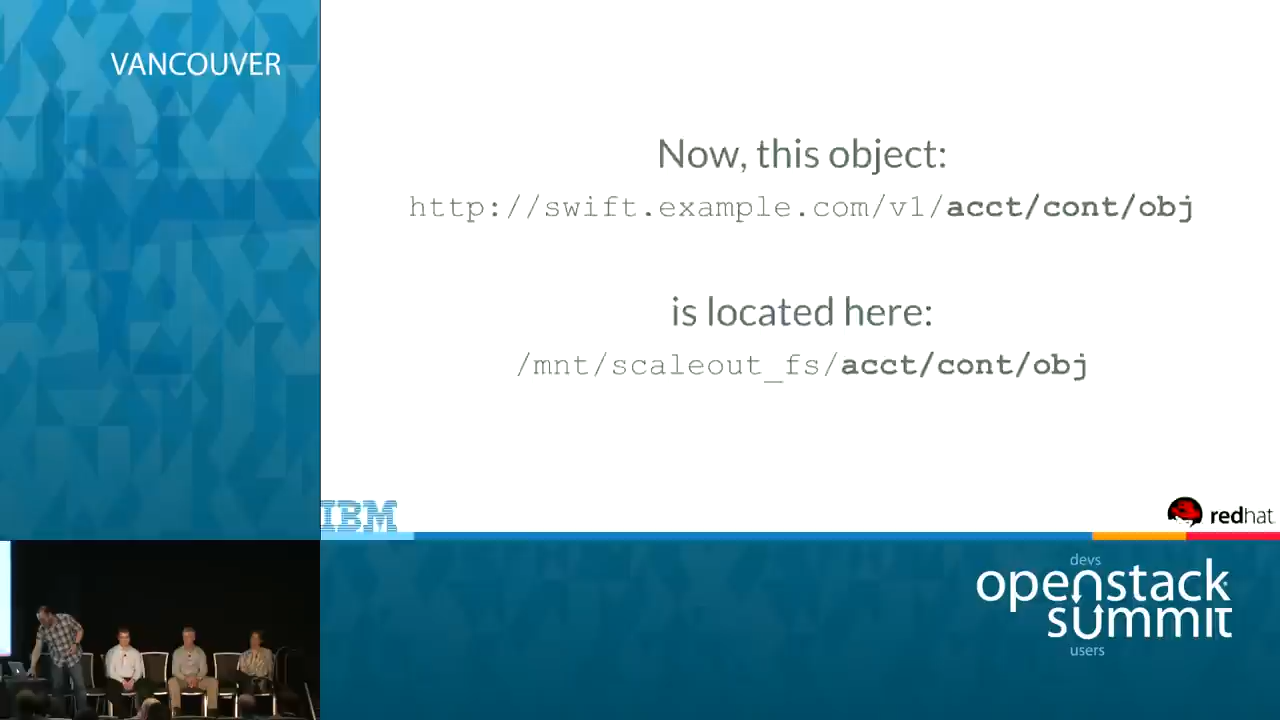 VANCOUVER
Now, this object:
http://swift.example.com/v1/acct/cont/obj
is located here:
/mnt/scaleout_fs/acct/cont/obj
IBM
redhat
devs
openstack
summit
users